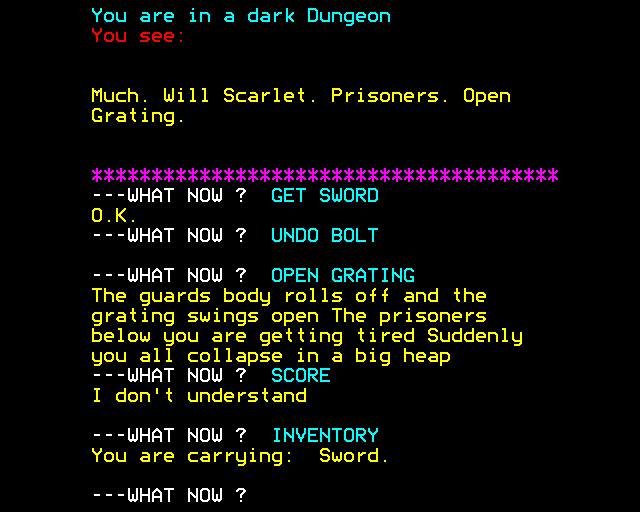 You are in a dark Dungeon
You see:
Much. Will Scarlet. Prisoners. Open
Grating.
***************************************
---WHAT NOW ?  GET SWORD
O.K.
---WHAT NOW ?  UNDO BOLT
---WHAT NOW ?  OPEN GRATING
The guards body rolls off and the
grating swings open The prisoners
below you are getting tired Suddenly
you all collapse in a big heap
---WHAT NOW ?  SCORE
I don't understand
---WHAT NOW ?  INVENTORY
You are carrying:  Sword.
---WHAT NOW ?